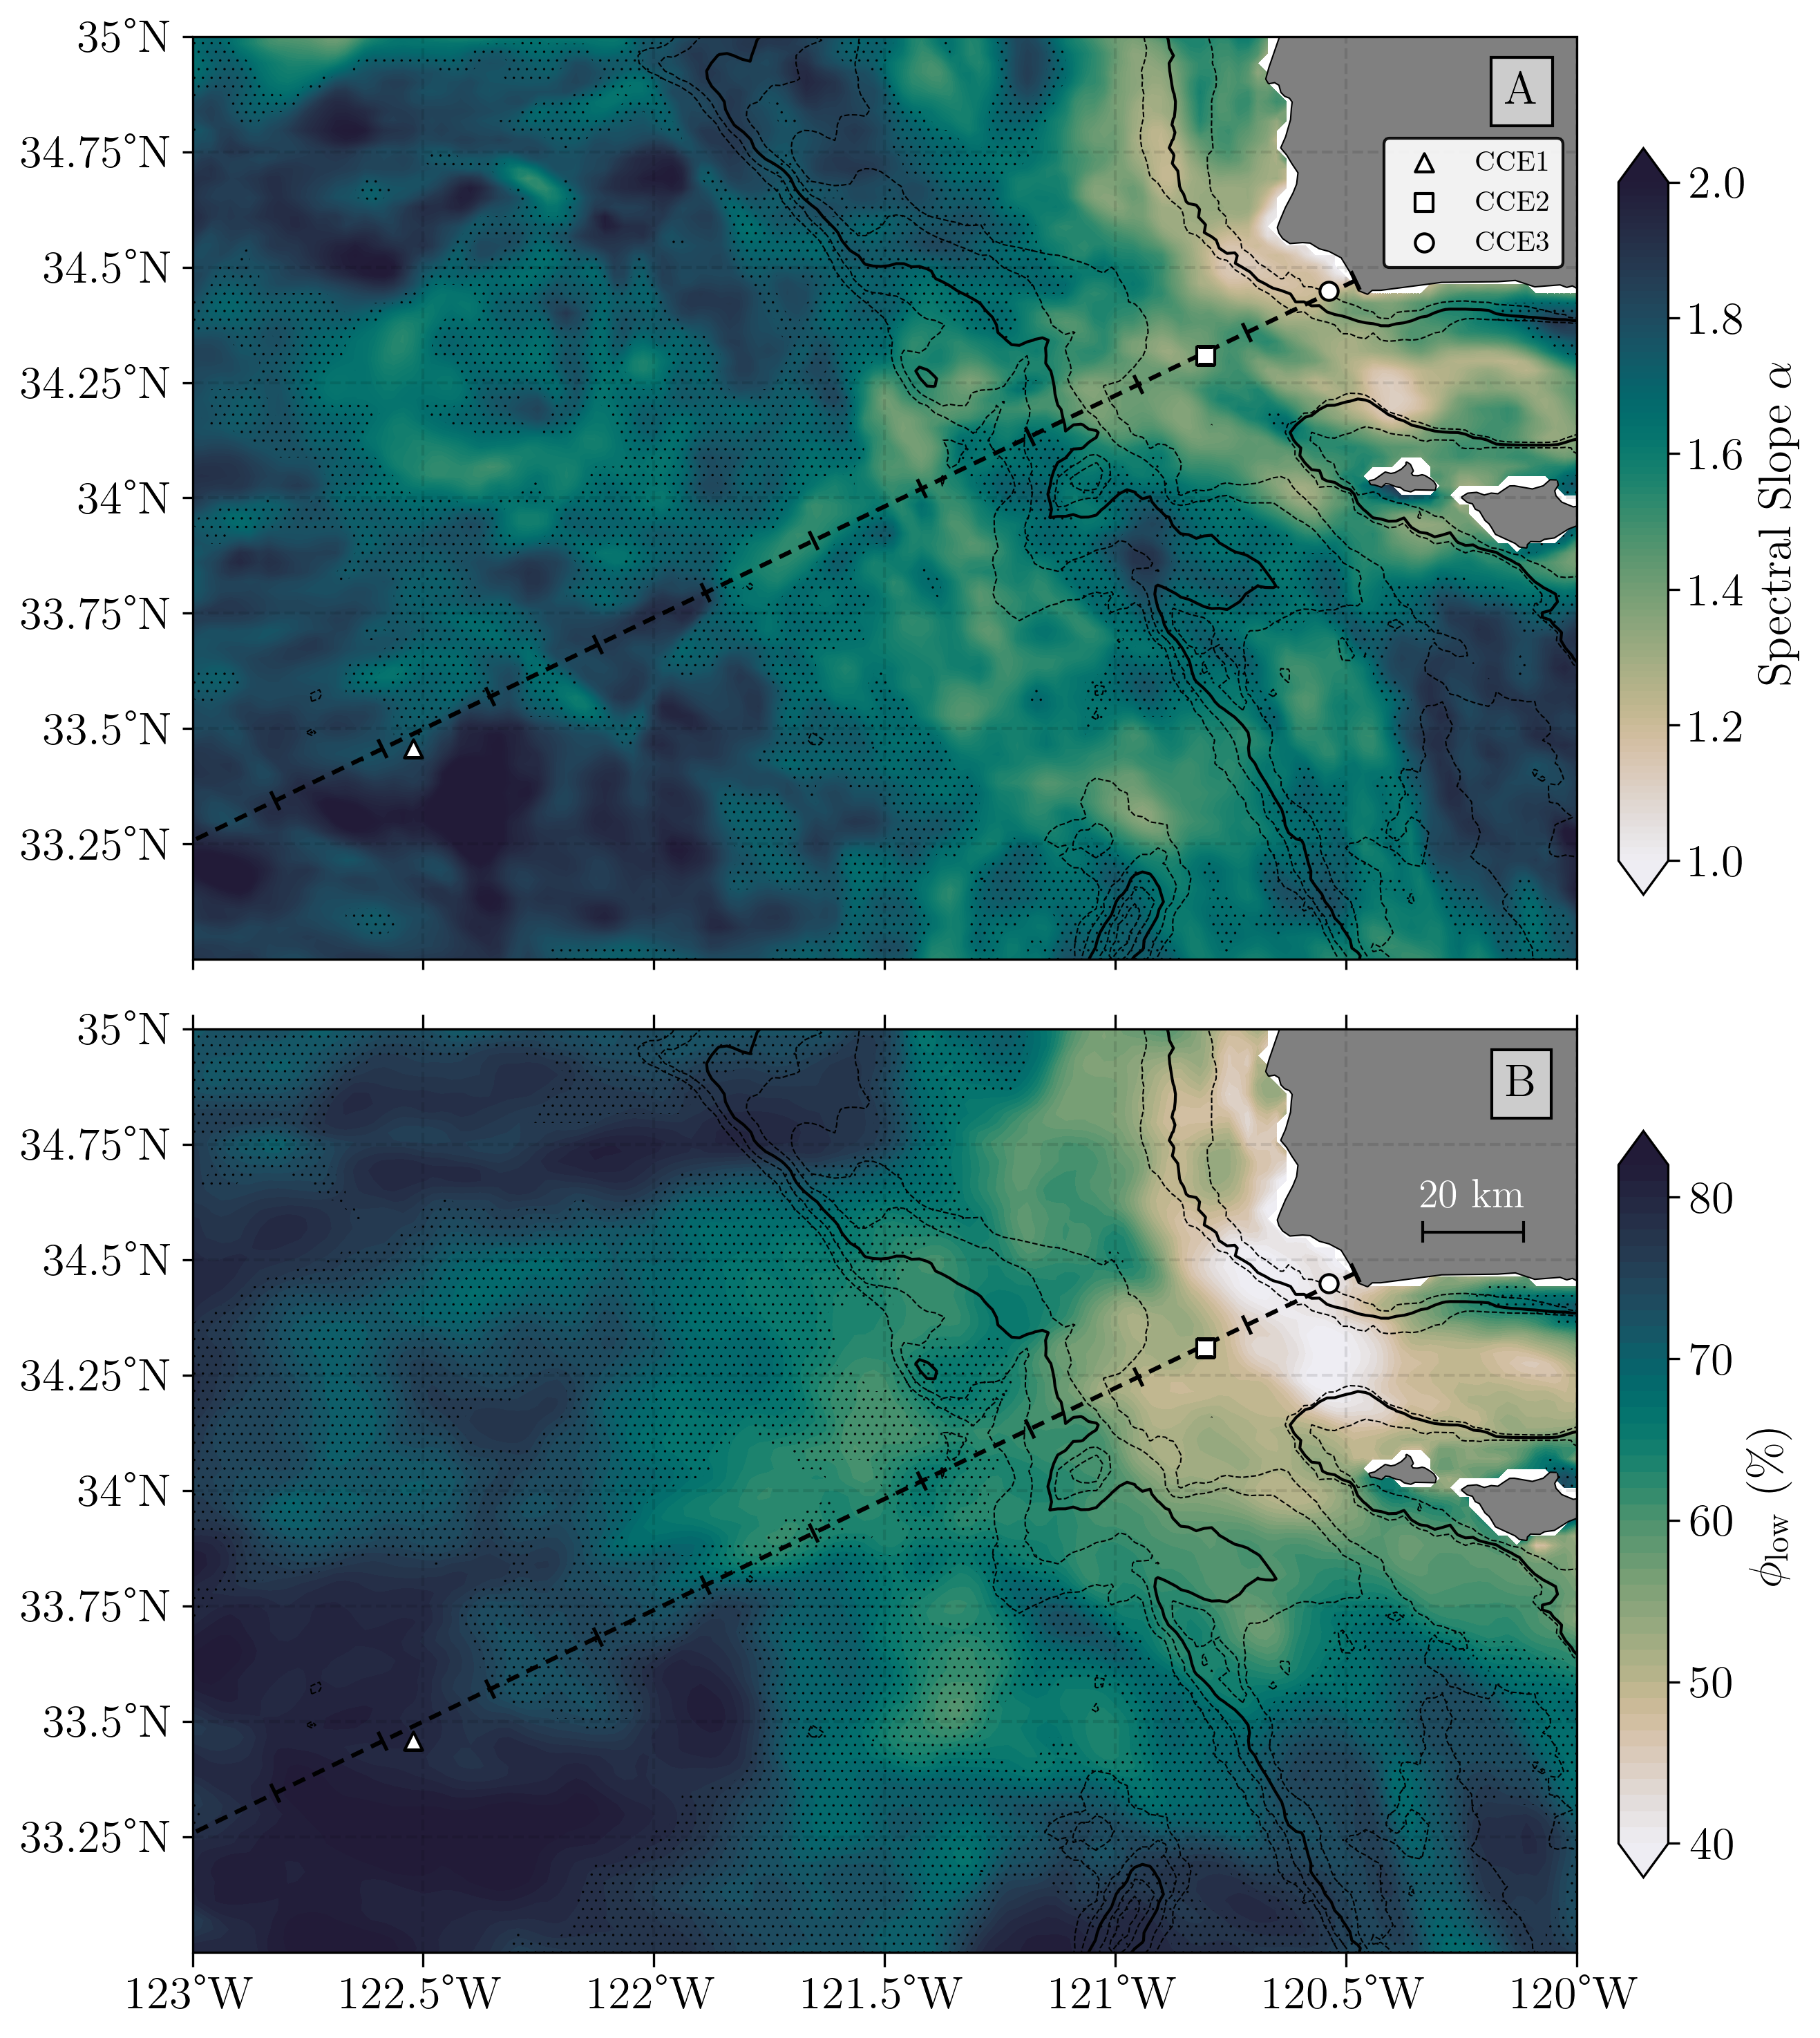 35°N
34.75°N
34.5°N
34.25°N
34°N
33.75°N
33.5°N
33.25°N
A
CCE1
CCE2
CCE3
2.0
1.8
1.6
1.4
1.2
1.0
Spectral Slope α
35°N
34.75°N
34.5°N
34.25°N
34°N
33.75°N
33.5°N
33.25°N
B
20 km
80
70
60
50
40
ϕlow (%)
123°W 122.5°W 122°W 121.5°W 121°W 120.5°W 120°W